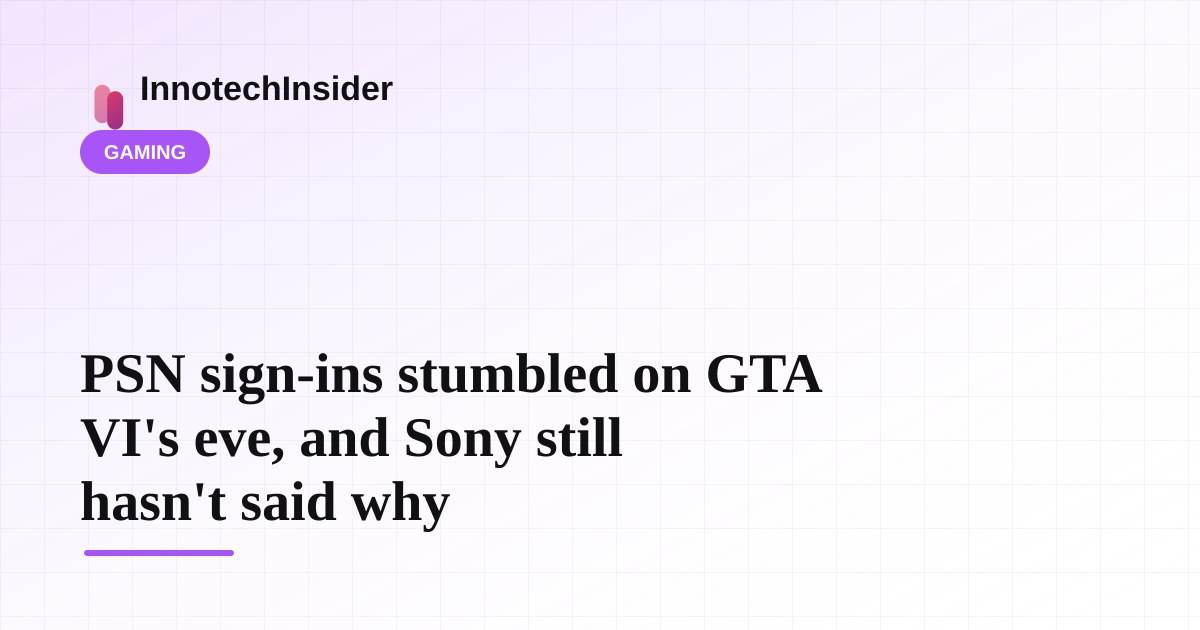 InnotechInsider
GAMING
PSN sign-ins stumbled on GTA
VI's eve, and Sony still
hasn't said why